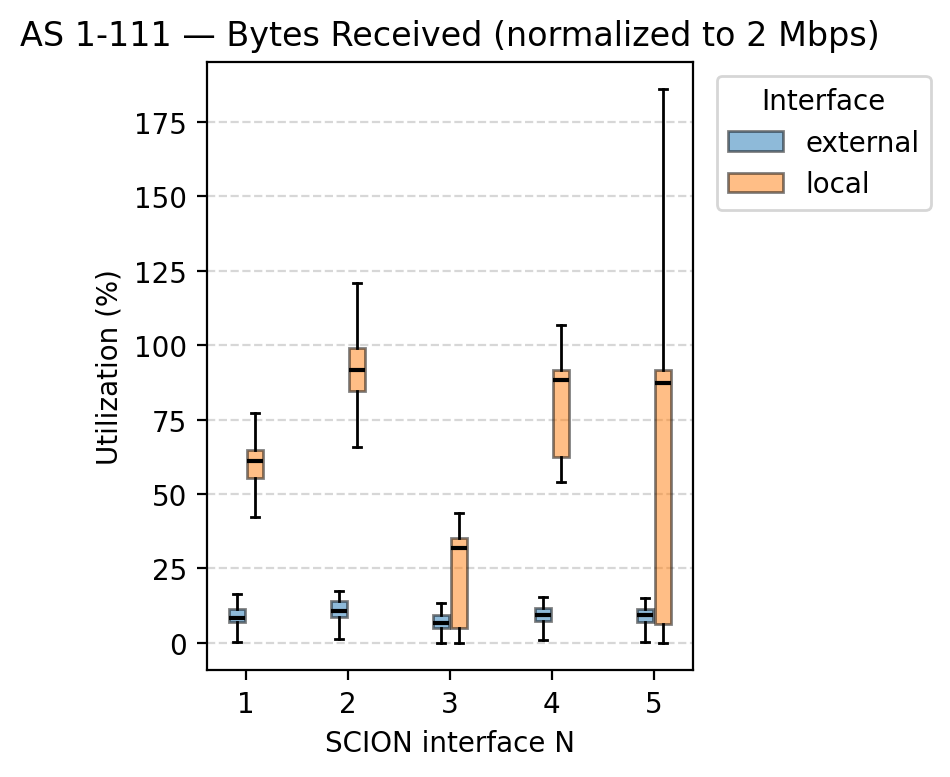 AS 1-111 — Bytes Received (normalized to 2 Mbps)
Interface
external
local
Utilization (%)
175
150
125
100
75
50
25
0
1 2 3 4 5
SCION interface N